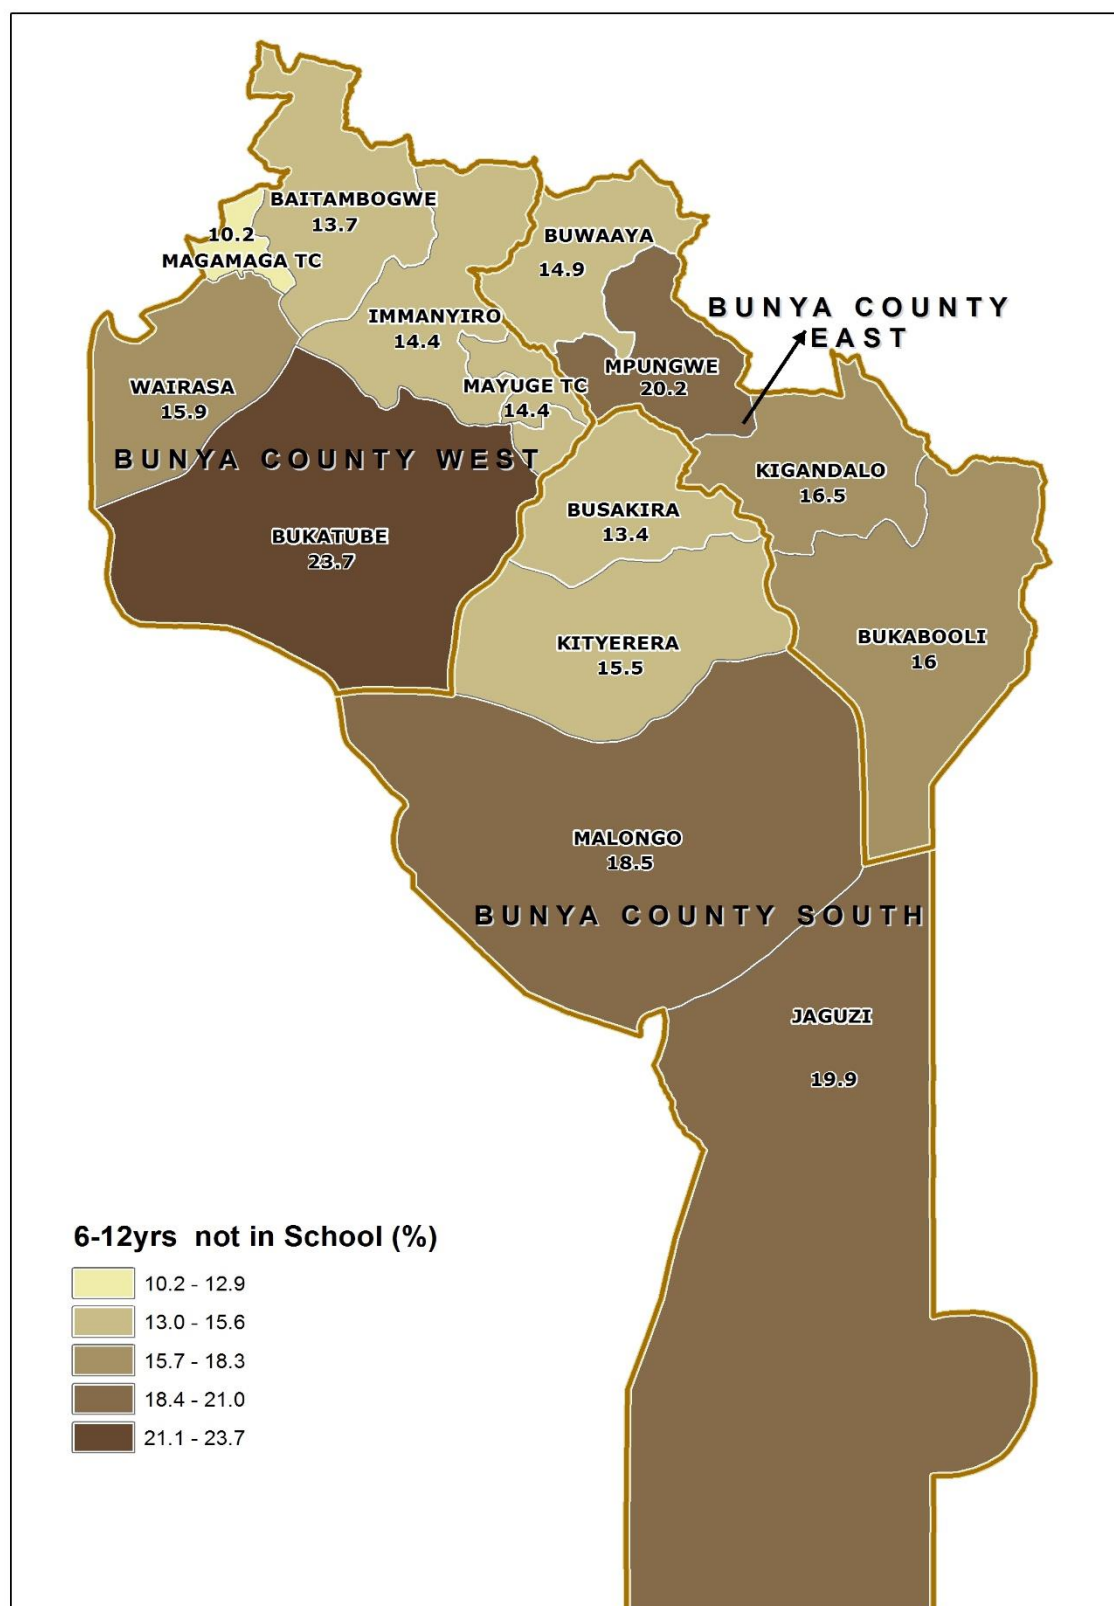 BAITAMBOGWE
13.7
10.2
MAGAMAGA TC
BUWAAYA
14.9
BUNYA COUNTY
EAST
IMMANYIRO
14.4
MPUNGWE
20.2
WAIRASA
15.9
MAYUGE TC
14.4
BUNYA COUNTY WEST
KIGANDALO
16.5
BUSAKIRA
13.4
BUKATUBE
23.7
KITYERERA
15.5
BUKABOOLI
16
MALONGO
18.5
BUNYA COUNTY SOUTH
JAGUZI
19.9
6-12yrs not in School (%)
10.2 - 12.9
13.0 - 15.6
15.7 - 18.3
18.4 - 21.0
21.1 - 23.7